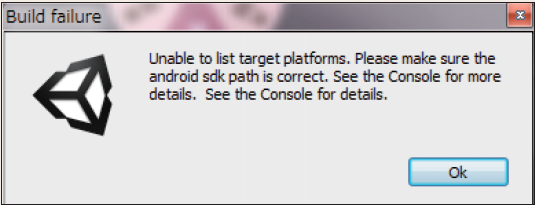 Build failure
Unable to list target platforms. Please make sure the
android sdk path is correct. See the Console for more
details.  See the Console for details.
Ok